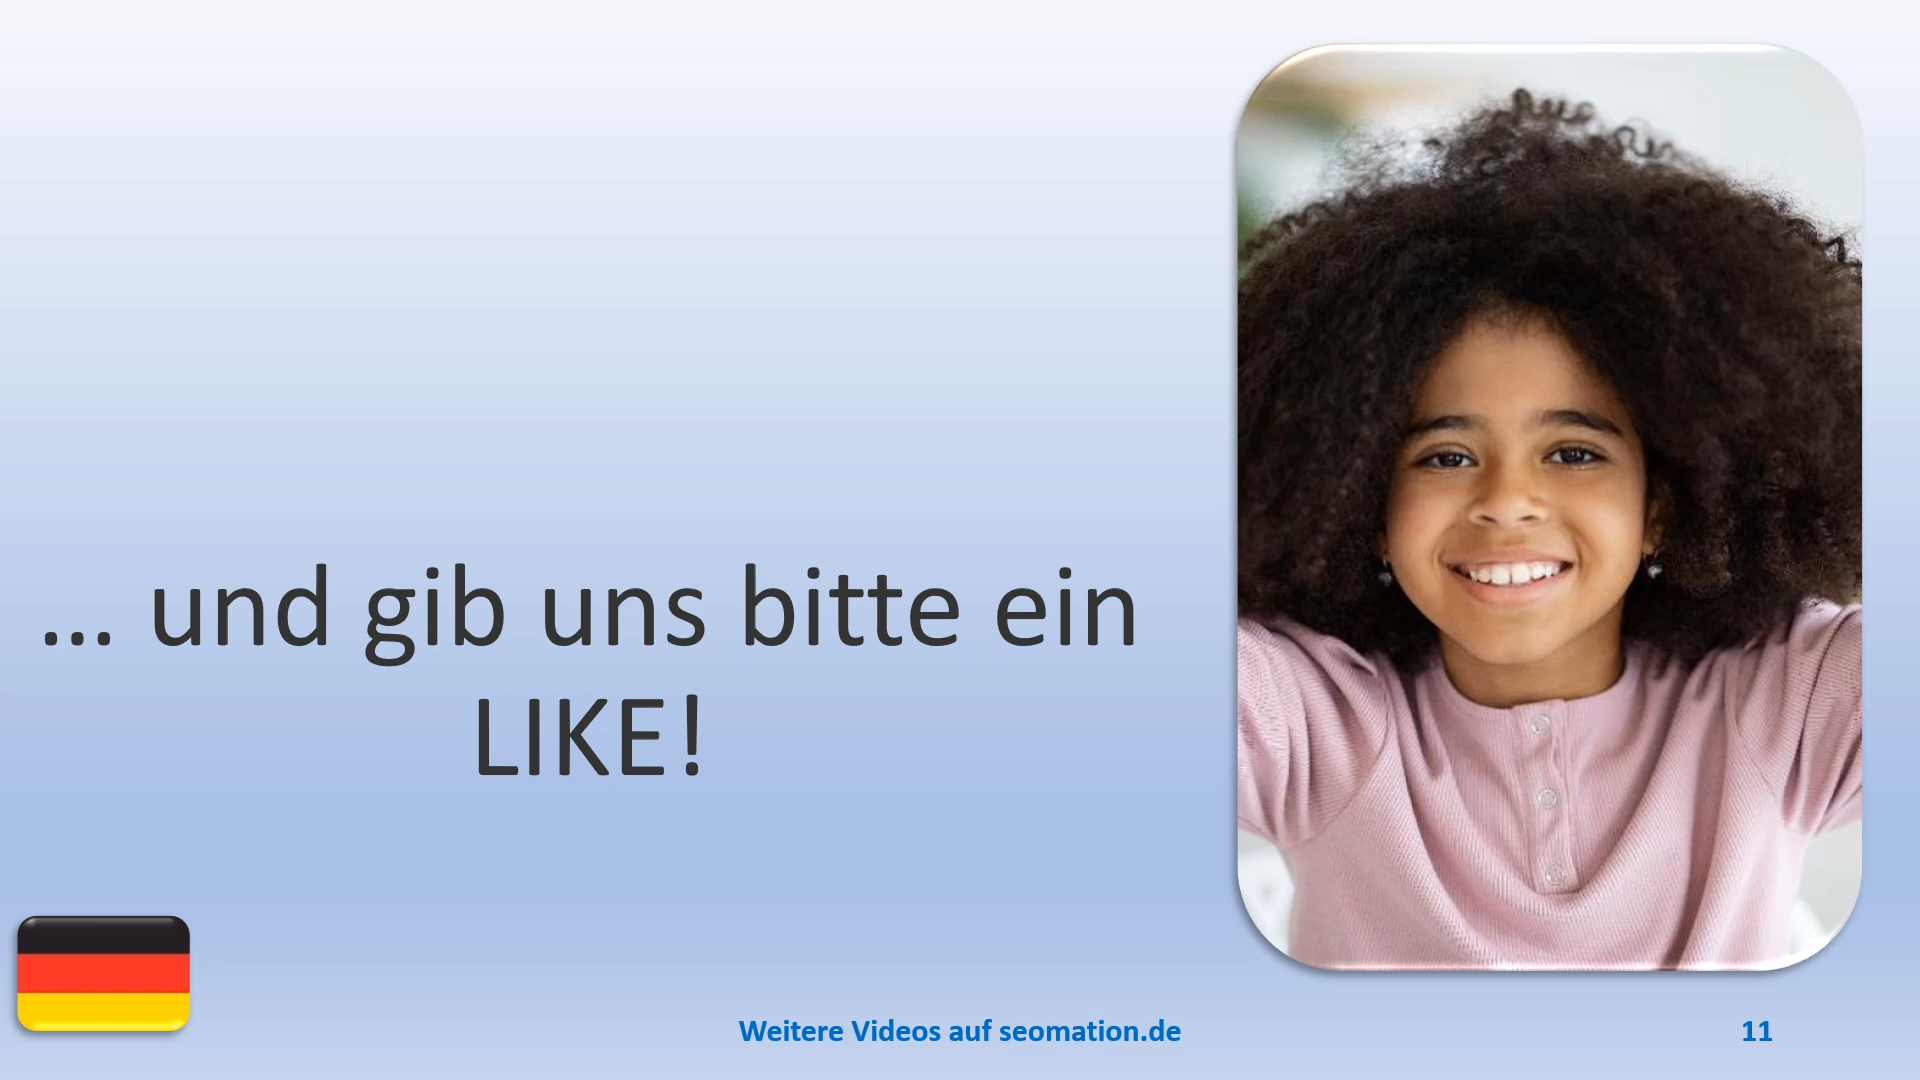 ... und gib uns bitte ein
LIKE!
Weitere Videos auf seomation.de
11